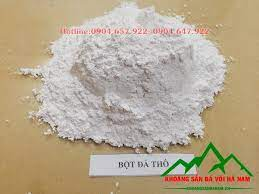 Hotline:0904.657.922 -0904.647.922
BỘT ĐÁ THÔ
KHOÁNG SẢN ĐÁ VÔI HÀ NAM